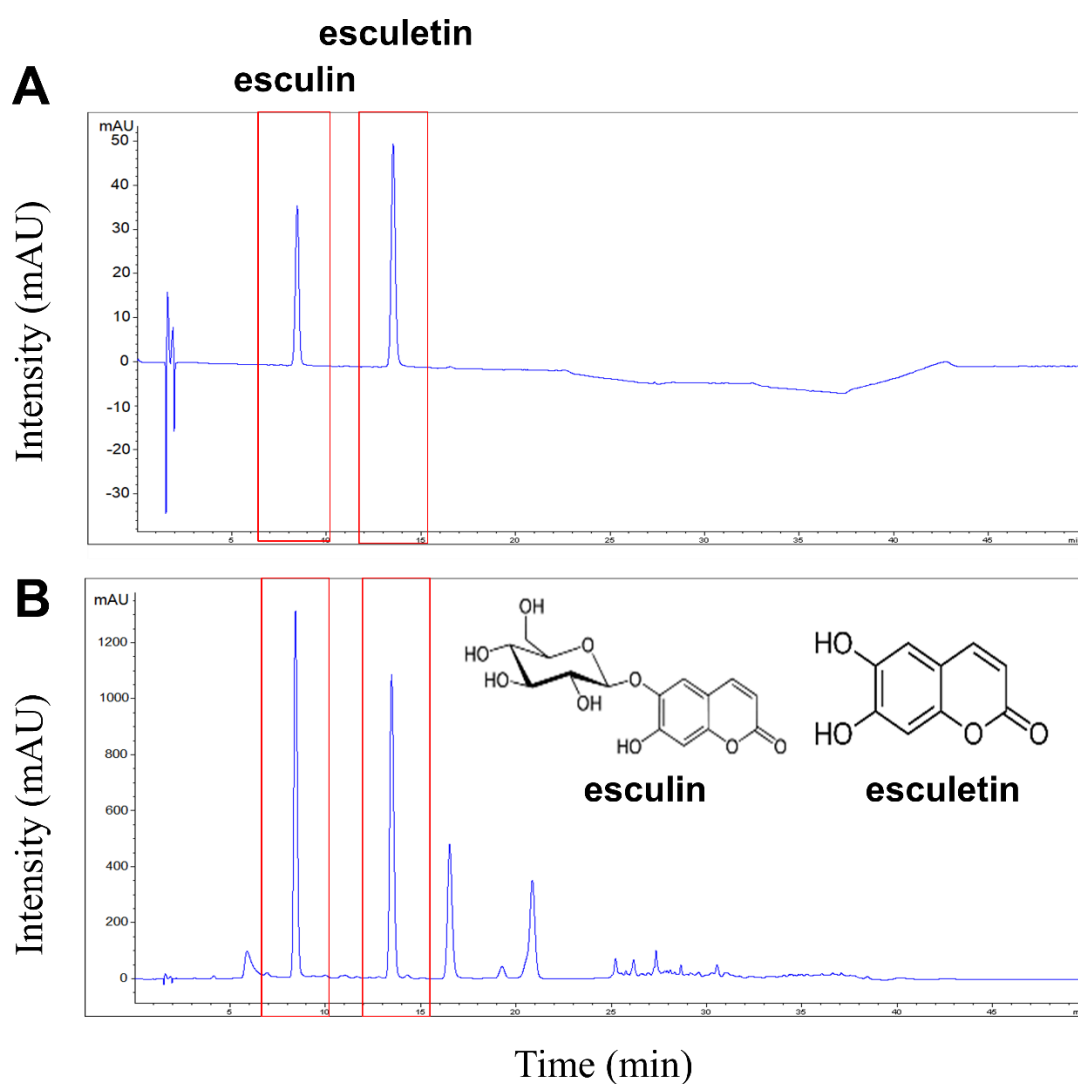 esculetin
esculin
A
mAU
50
40
30
20
10
0
-10
-20
-30
Intensity (mAU)
5 10 15 20 25 30 35 40 45 mi
B
mAU
1200
1000
800
600
400
200
0
Intensity (mAU)
OH
O
HO
HO
OH
O
HO
O
O
esculin
HO
HO
O
O
esculetin
5 10 15 20 25 30 35 40 45 m
Time (min)